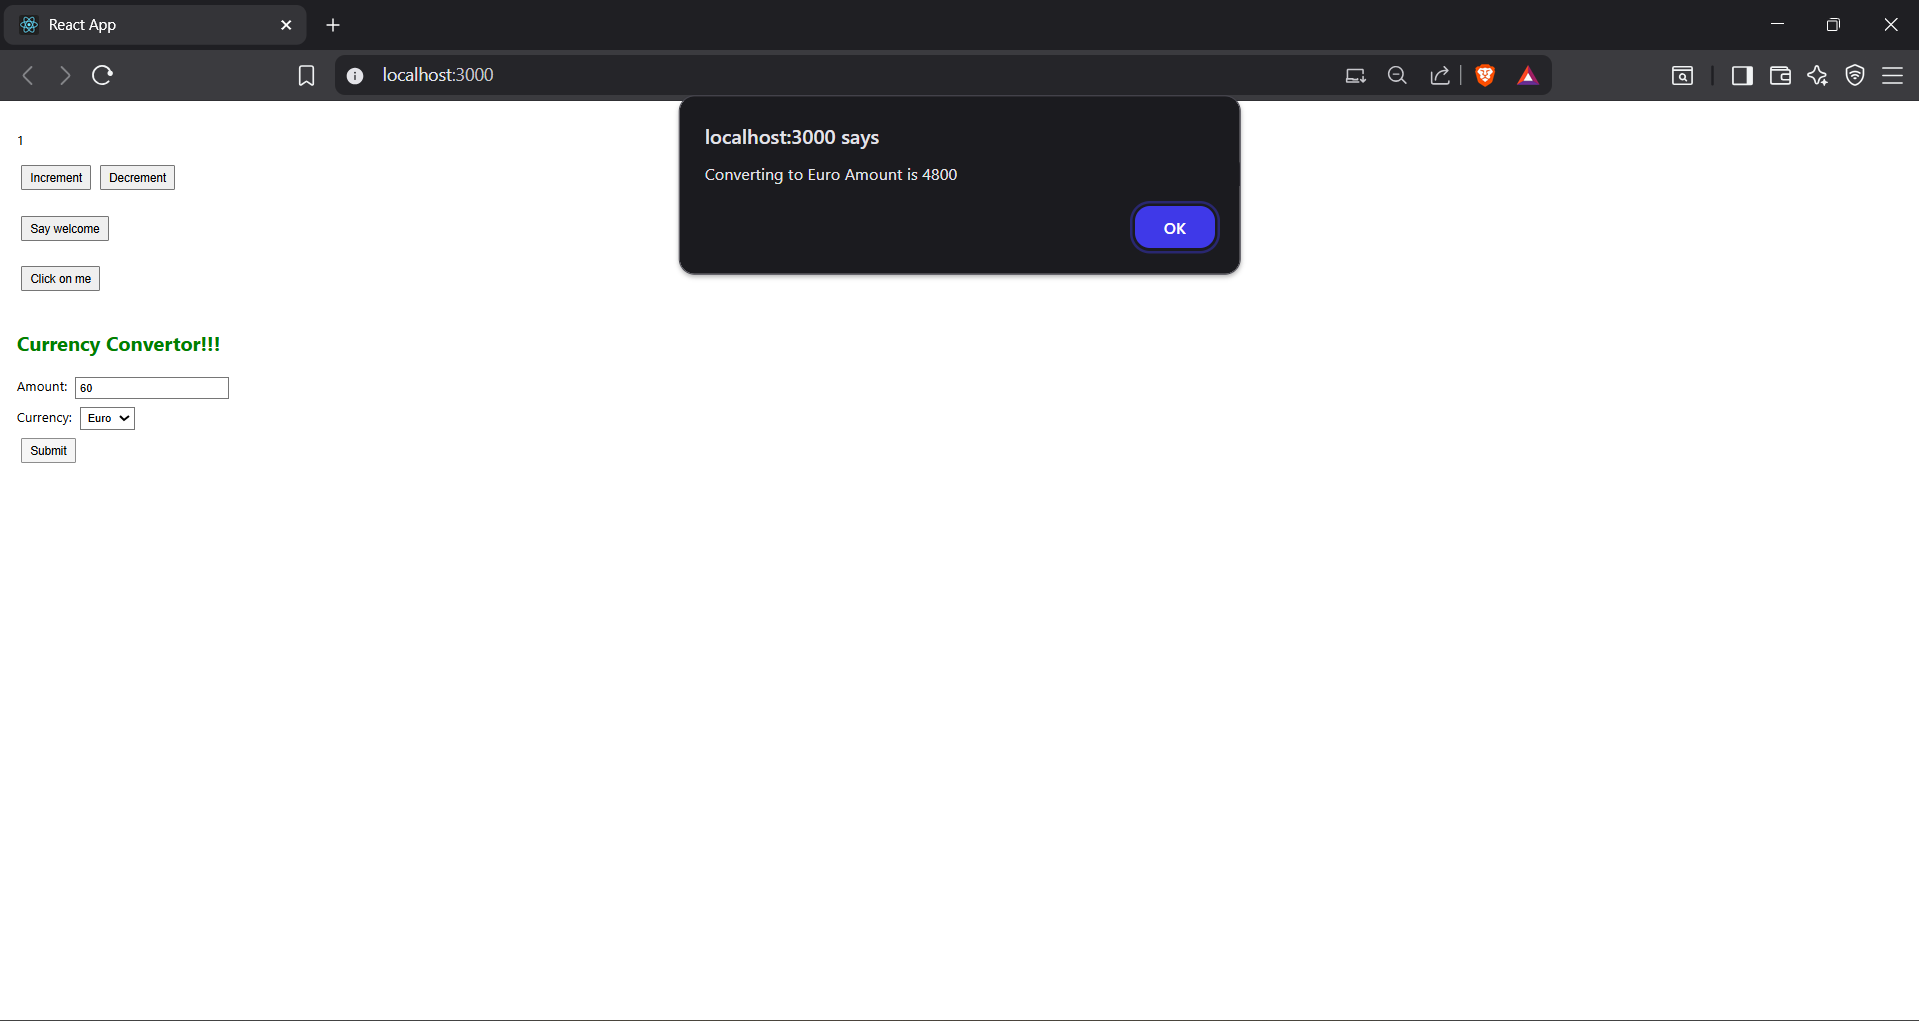 React App
localhost:3000
localhost:3000 says
Converting to Euro Amount is 4800
OK
1
Increment Decrement
Say welcome
Click on me
Currency Convertor!!!
Amount: 60
Currency: Euro
Submit